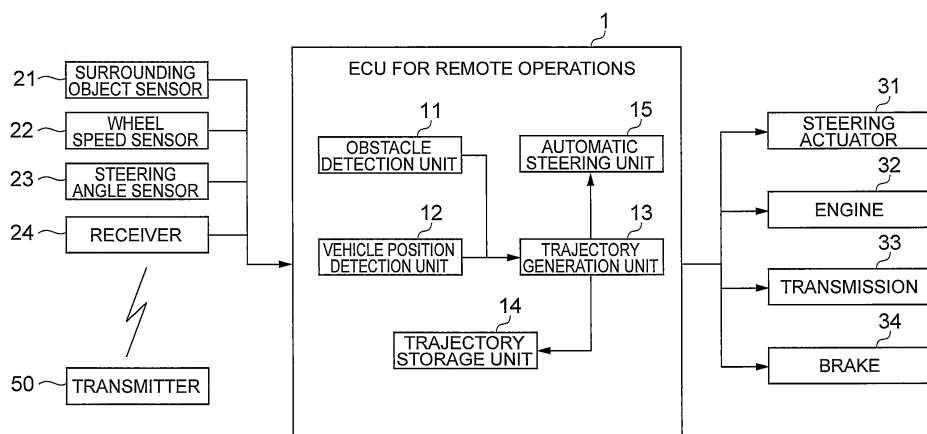 1
21
SURROUNDING
OBJECT SENSOR
22
WHEEL
SPEED SENSOR
23
STEERING
ANGLE SENSOR
24
RECEIVER
50
TRANSMITTER
ECU FOR REMOTE OPERATIONS
11
OBSTACLE
DETECTION UNIT
15
AUTOMATIC
STEERING UNIT
12
VEHICLE POSITION
DETECTION UNIT
13
TRAJECTORY
GENERATION UNIT
14
TRAJECTORY
STORAGE UNIT
31
STEERING
ACTUATOR
32
ENGINE
33
TRANSMISSION
34
BRAKE